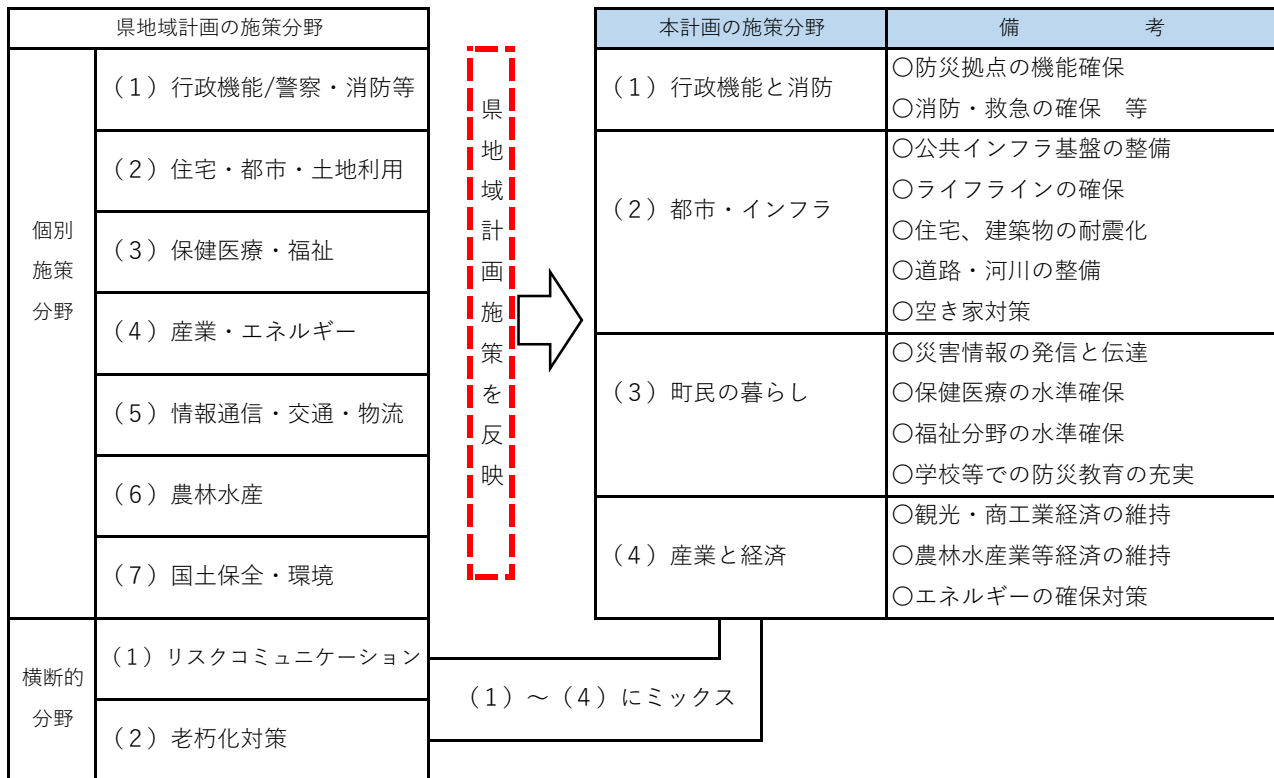 県地域計画の施策分野
個別
施策
分野
（1）行政機能/警察・消防等
（2）住宅・都市・土地利用
（3）保健医療・福祉
（4）産業・エネルギー
（5）情報通信・交通・物流
（6）農林水産
（7）国土保全・環境
横断的
分野
（1）リスクコミュニケーション
（2）老朽化対策
県地域計画施策を反映
（1）～（4）にミックス
本計画の施策分野
備　考
（1）行政機能と消防
○防災拠点の機能確保
○消防・救急の確保　等
（2）都市・インフラ
○公共インフラ基盤の整備
○ライフラインの確保
○住宅、建築物の耐震化
○道路・河川の整備
○空き家対策
（3）町民の暮らし
○災害情報の発信と伝達
○保健医療の水準確保
○福祉分野の水準確保
○学校等での防災教育の充実
（4）産業と経済
○観光・商工業経済の維持
○農林水産業等経済の維持
○エネルギーの確保対策